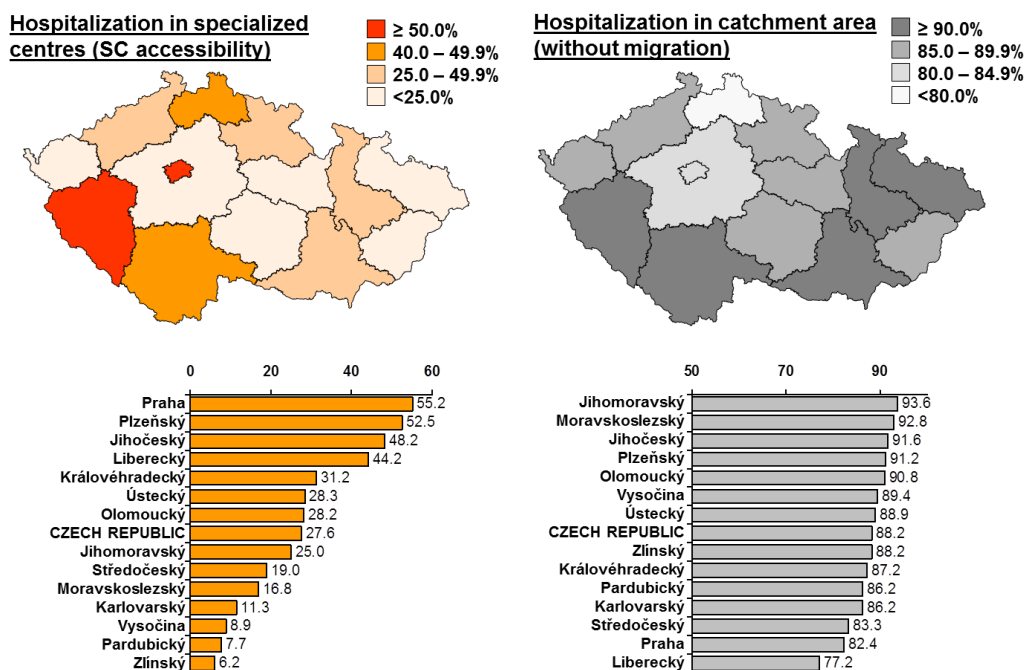 Hospitalization in specialized
centres (SC accessibility)
≥ 50.0%
40.0 – 49.9%
25.0 – 49.9%
<25.0%
Hospitalization in catchment area
(without migration)
≥ 90.0%
85.0 – 89.9%
80.0 – 84.9%
<80.0%
0 20 40 60
Praha 55.2
Plzeňský 52.5
Jihočeský 48.2
Liberecký 44.2
Královéhradecký 31.2
Ústecký 28.3
Olomoucký 28.2
CZECH REPUBLIC 27.6
Jihomoravský 25.0
Středočeský 19.0
Moravskoslezský 16.8
Karlovarský 11.3
Vysočina 8.9
Pardubický 7.7
Zlínský 6.2
50 70 90
Jihomoravský 93.6
Moravskoslezský 92.8
Jihočeský 91.6
Plzeňský 91.2
Olomoucký 90.8
Vysočina 89.4
Ústecký 88.9
CZECH REPUBLIC 88.2
Zlínský 88.2
Královéhradecký 87.2
Pardubický 86.2
Karlovarský 86.2
Středočeský 83.3
Praha 82.4
Liberecký 77.2